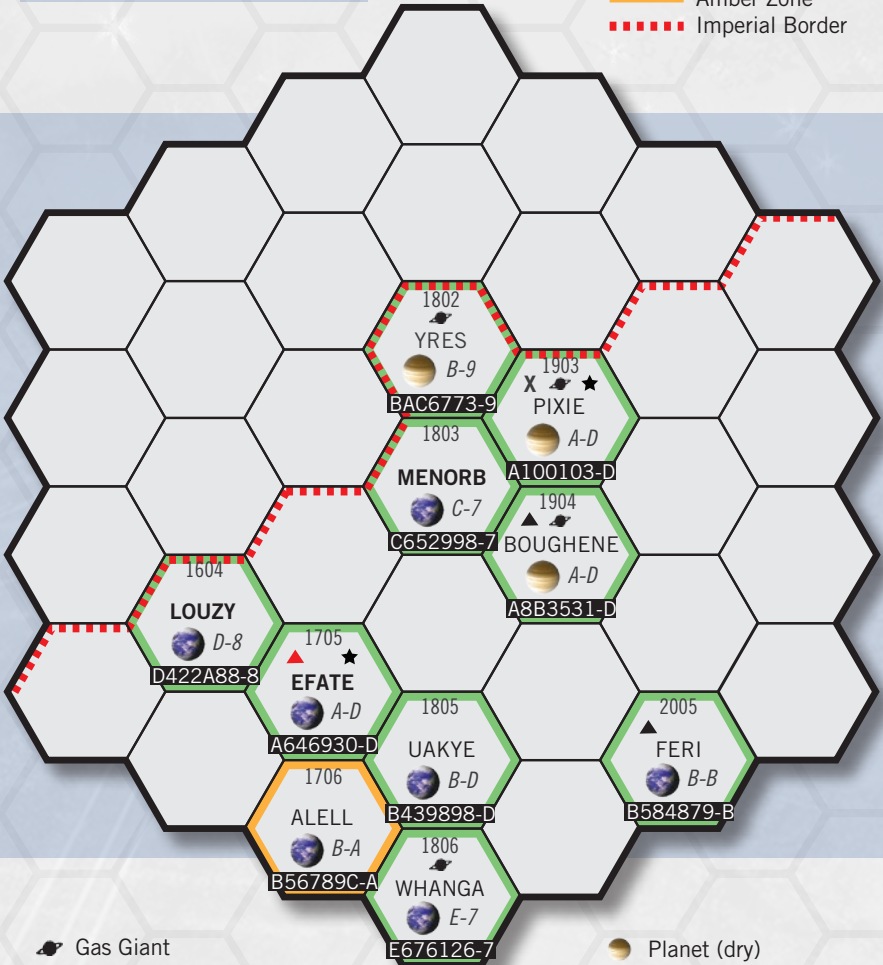 Amber Zone
Imperial Border
1802
YRES
B-9
BAC6773-9
1903
X
PIXIE
A-D
A100103-D
1803
MENORB
C-7
C652998-7
1904
BOUGHENE
A-D
A8B3531-D
1604
LOUZY
D-8
D422A88-8
1705
EFATE
A-D
A646930-D
1805
UAKYE
B-D
B439898-D
2005
FERI
B-B
B584879-B
1706
ALELL
B-A
B56789C-A
1806
WHANGA
E-7
E676126-7
Gas Giant
Planet (dry)